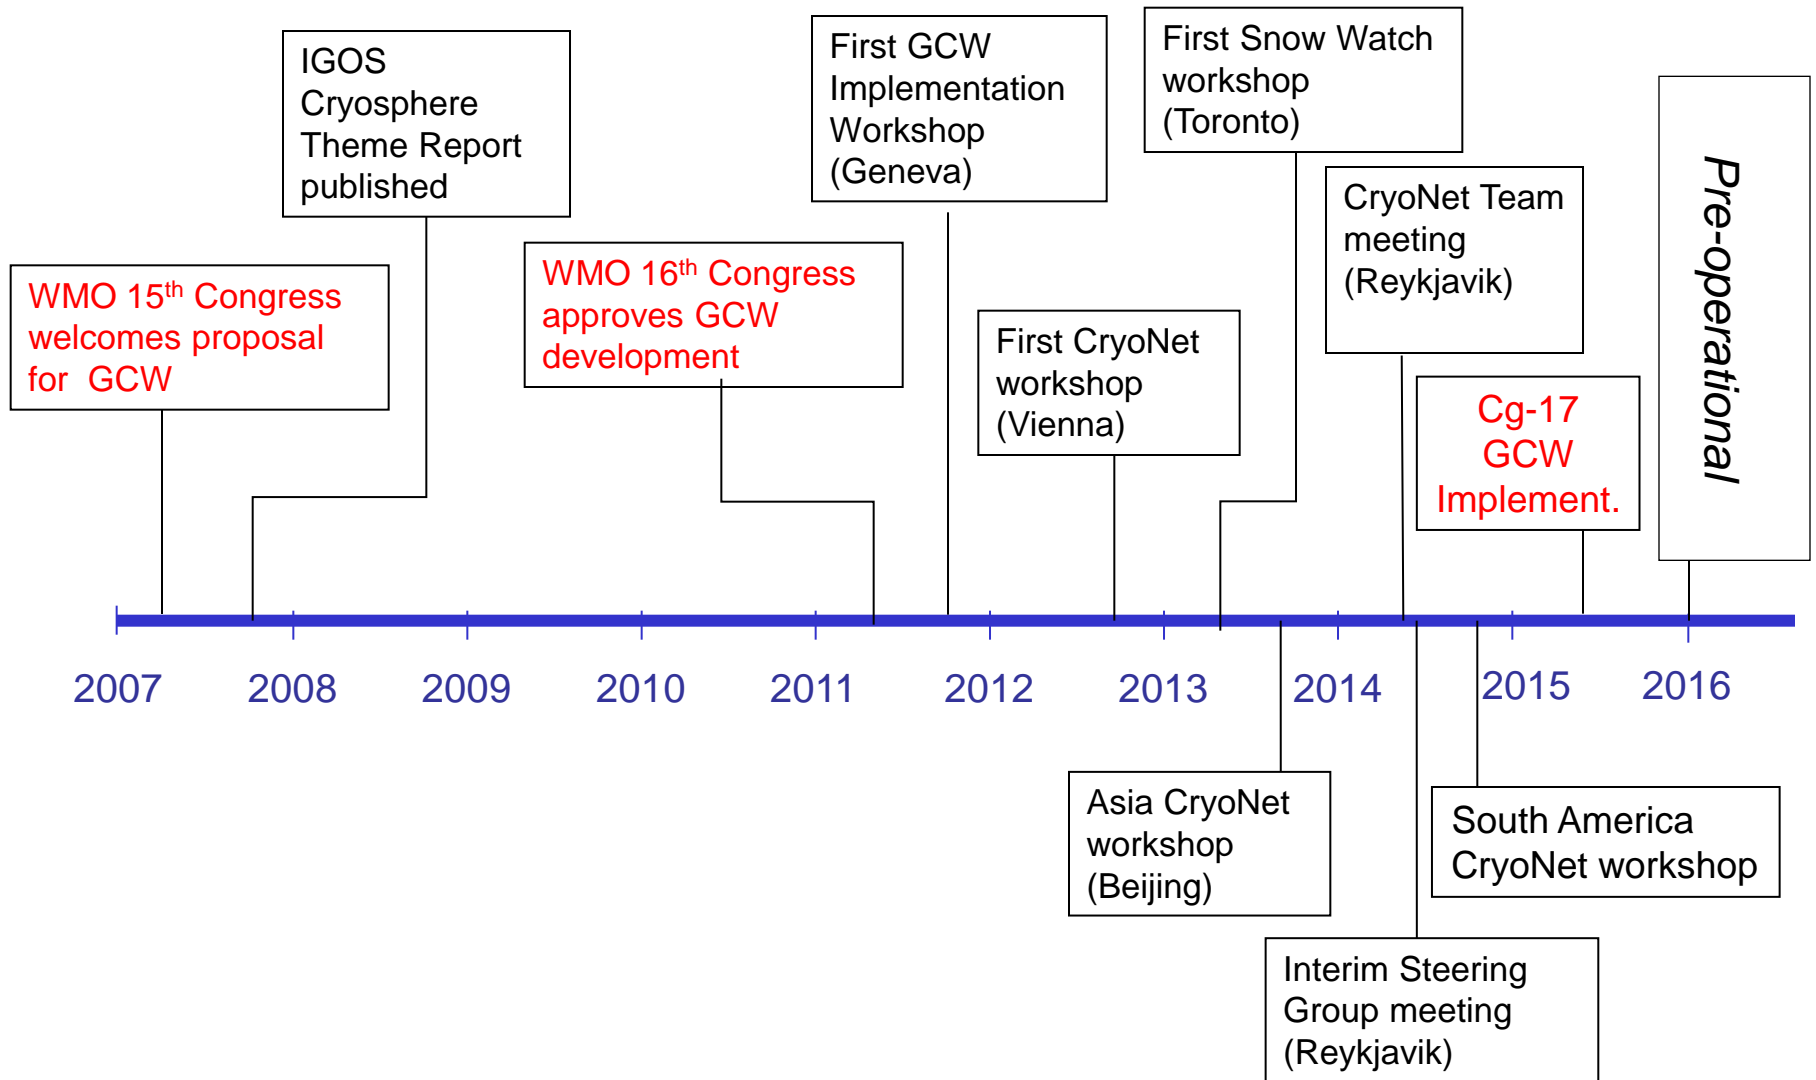 IGOS
Cryosphere
Theme Report
published
First GCW
Implementation
Workshop
(Geneva)
First Snow Watch
workshop
(Toronto)
Pre-operational
CryoNet Team
meeting
(Reykjavik)
WMO 15th Congress
welcomes proposal
for GCW
WMO 16th Congress
approves GCW
development
First CryoNet
workshop
(Vienna)
Cg-17
GCW
Implement.
2007
2008
2009
2010
2011
2012
2013
2014
2015
2016
Asia CryoNet
workshop
(Beijing)
South America
CryoNet workshop
Interim Steering
Group meeting
(Reykjavik)